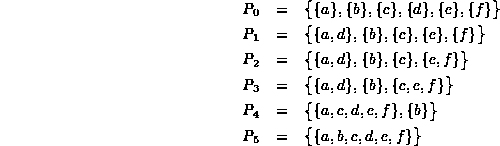 P₀ = {{a}, {b}, {c}, {d}, {e}, {f}}
P₁ = {{a, d}, {b}, {c}, {e}, {f}}
P₂ = {{a, d}, {b}, {c}, {e, f}}
P₃ = {{a, d}, {b}, {c, e, f}}
P₄ = {{a, c, d, e, f}, {b}}
P₅ = {{a, b, c, d, e, f}}